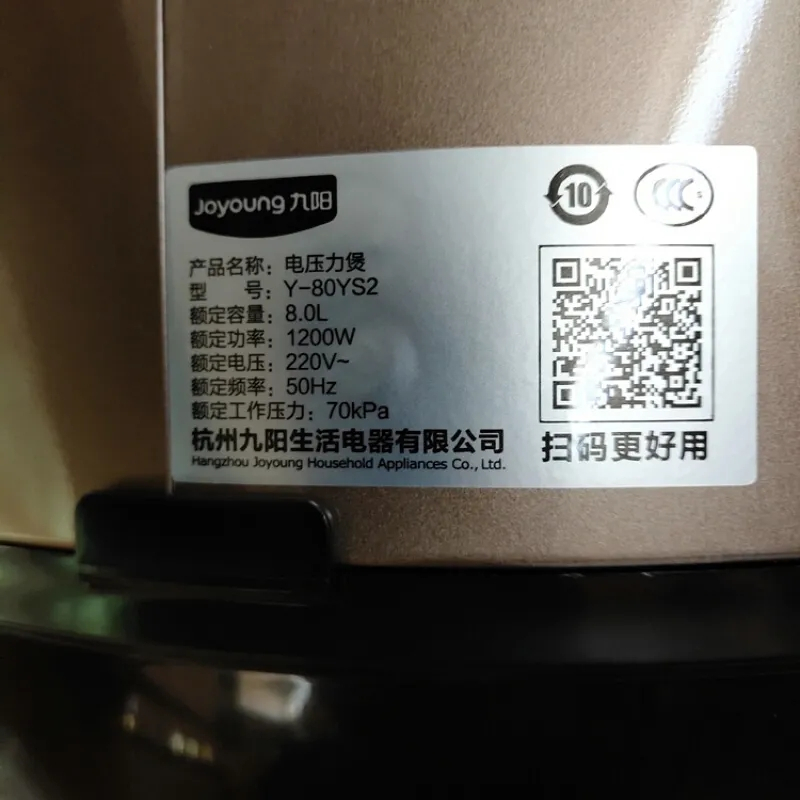 Joyoung 九阳
10
CCC
S
产品名称：电压力煲
型 号：Y-80YS2
额定容量：8.0L
额定功率：1200W
额定电压：220V~
额定频率：50Hz
额定工作压力：70kPa
杭州九阳生活电器有限公司
Hangzhou Joyoung Household Appliances Co., Ltd.
扫码更好用